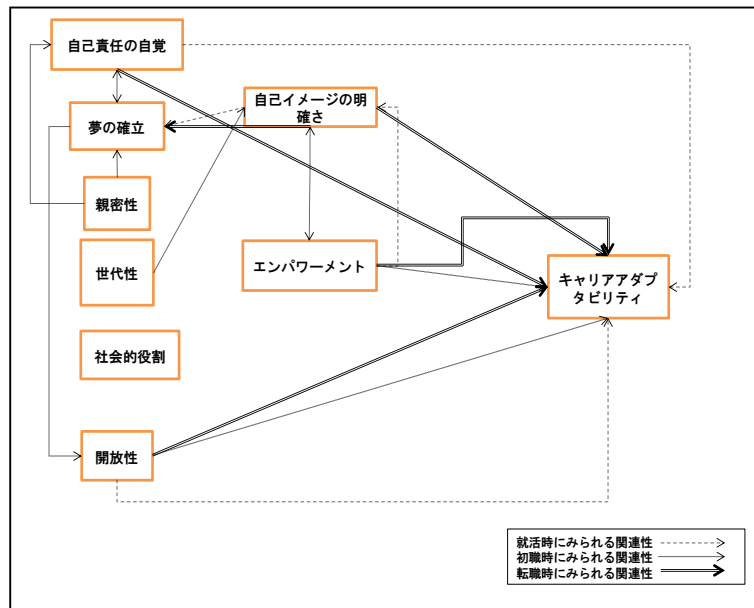 自己責任の自覚
自己イメージの明
確さ
夢の確立
親密性
世代性
エンパワーメント
キャリアアダプ
タビリティ
社会的役割
開放性
就活時にみられる関連性
初職時にみられる関連性
転職時にみられる関連性